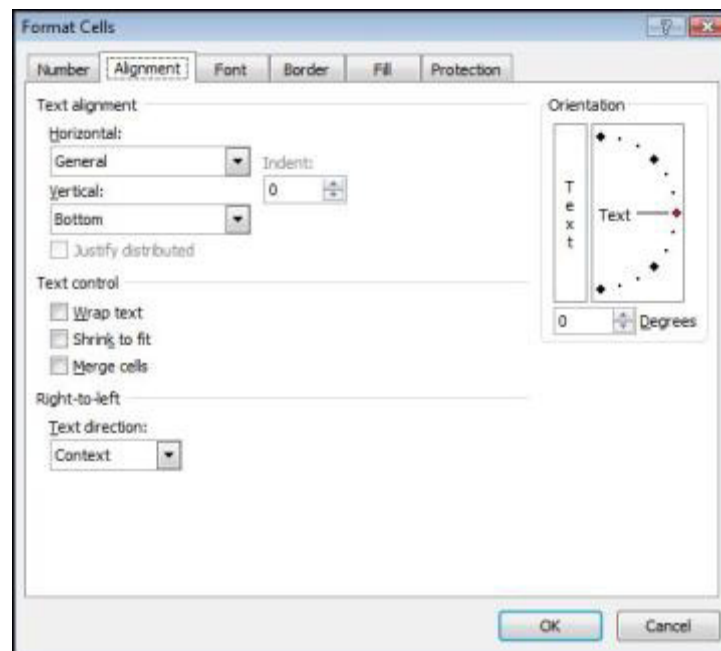 Format Cells
Number Alignment Font Border Fill Protection
Text alignment
Horizontal:
General
Indent:
0
Vertical:
Bottom
Justify distributed
Text control
Wrap text
Shrink to fit
Merge cells
Right-to-left
Text direction:
Context
Orientation
Text
Text
0 Degrees
OK Cancel